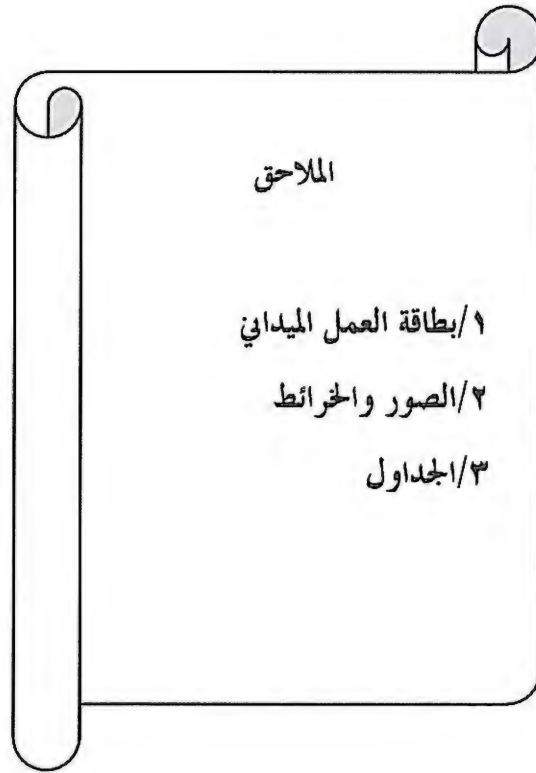 الملاحق
١/بطاقة العمل الميداني
٢/الصور والخرائط
٣/الجداول